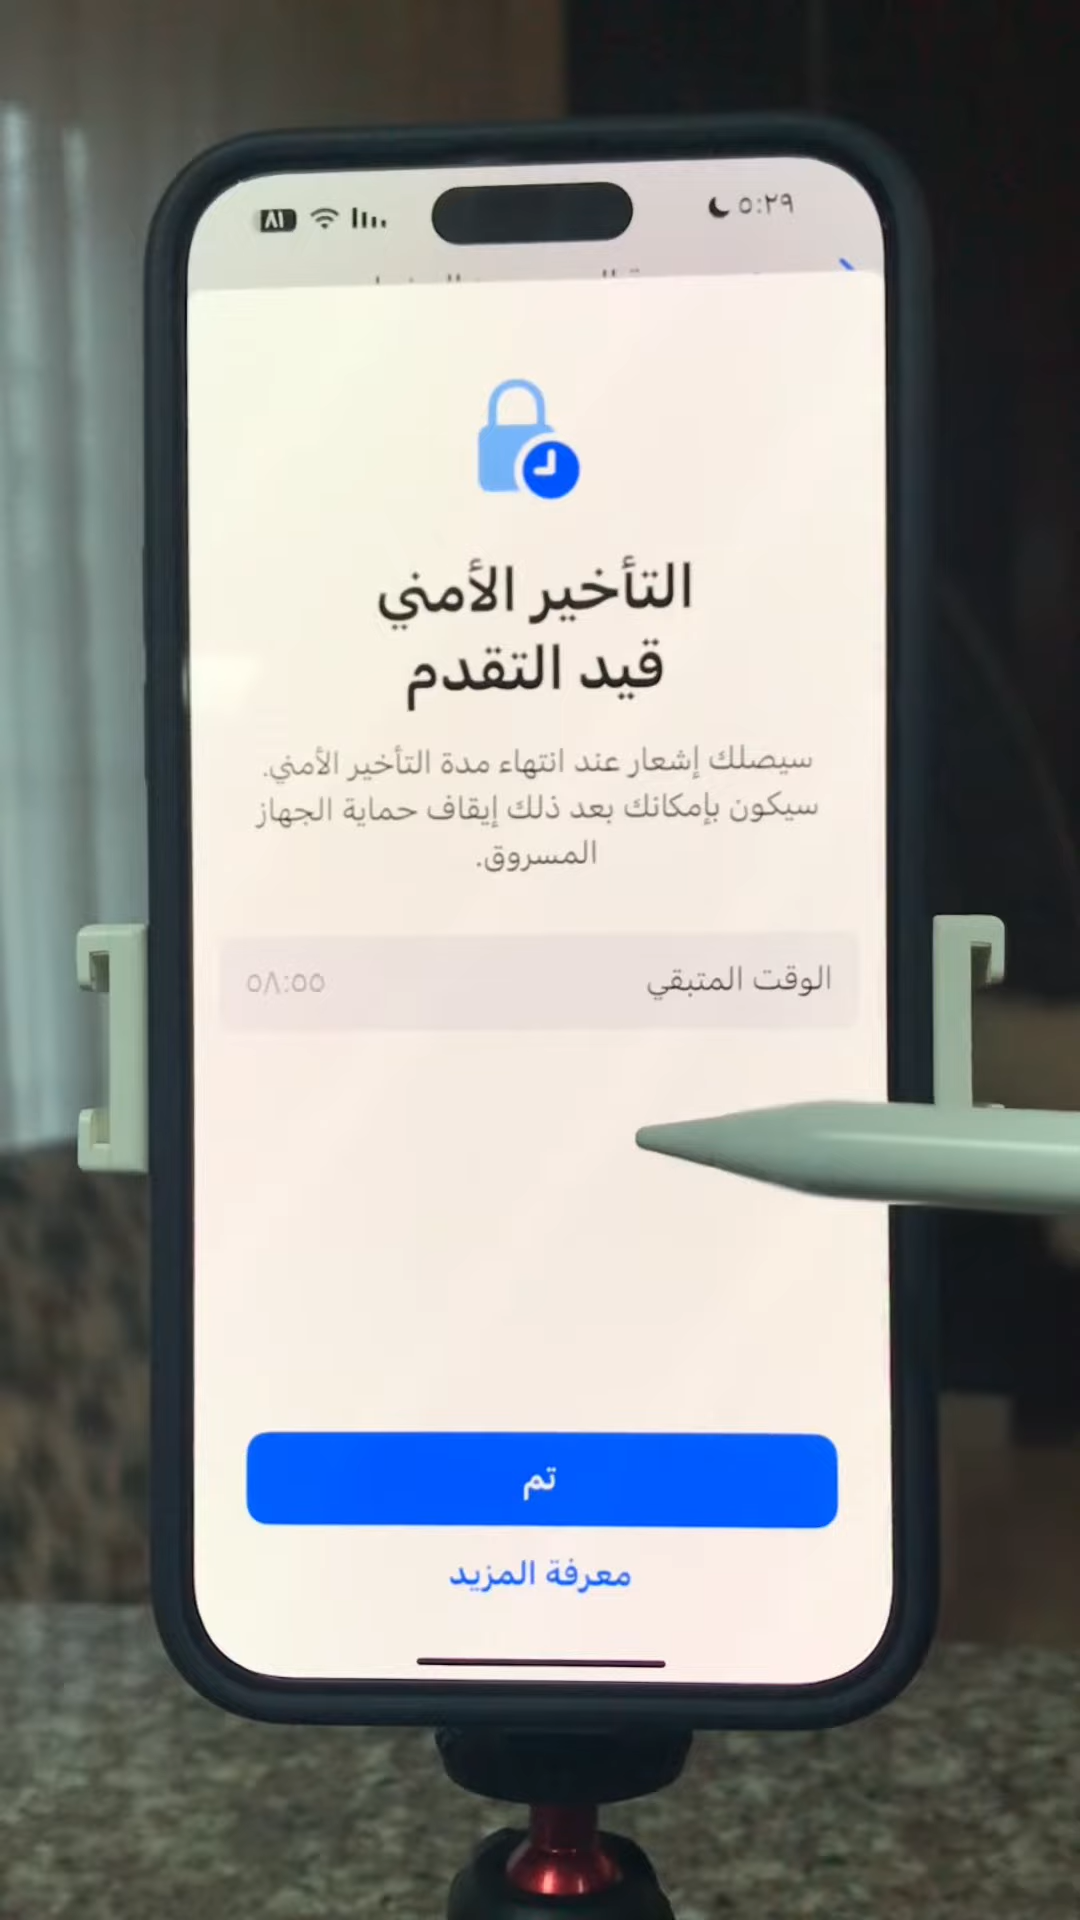 ٥:٢٩
٨١
التأخير الأمني
قيد التقدم
سيصلك إشعار عند انتهاء مدة التأخير الأمني.
سيكون بإمكانك بعد ذلك إيقاف حماية الجهاز
المسروق.
الوقت المتبقي ٥٨:٥٥
تم
معرفة المزيد